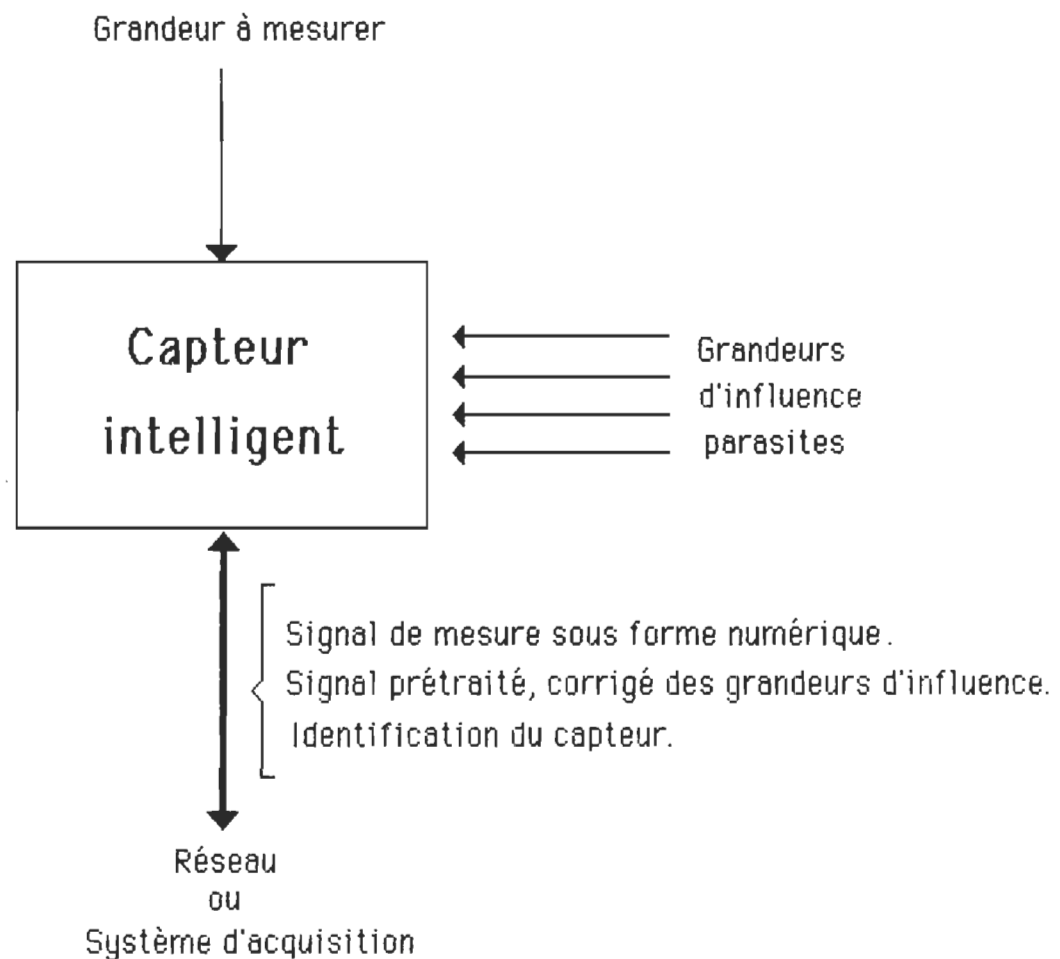 Grandeur à mesurer
Capteur
intelligent
Grandeurs
d'influence
parasites
Signal de mesure sous forme numérique.
Signal prétraité, corrigé des grandeurs d'influence.
Identification du capteur.
Réseau
ou
Système d'acquisition